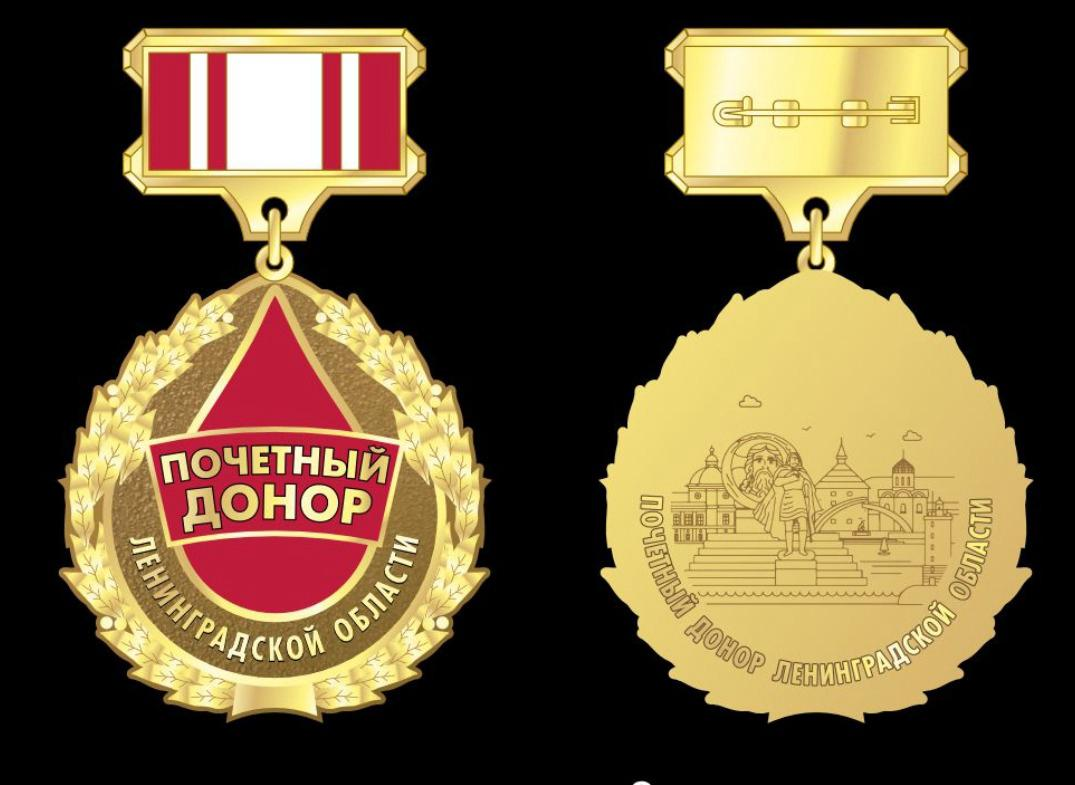 ПОЧЕТНЫЙ
ДОНОР
ЛЕНИНГРАДСКОЙ ОБЛАСТИ
ПОЧЕТНЫЙ ДОНОР ЛЕНИНГРАДСКОЙ ОБЛАСТИ